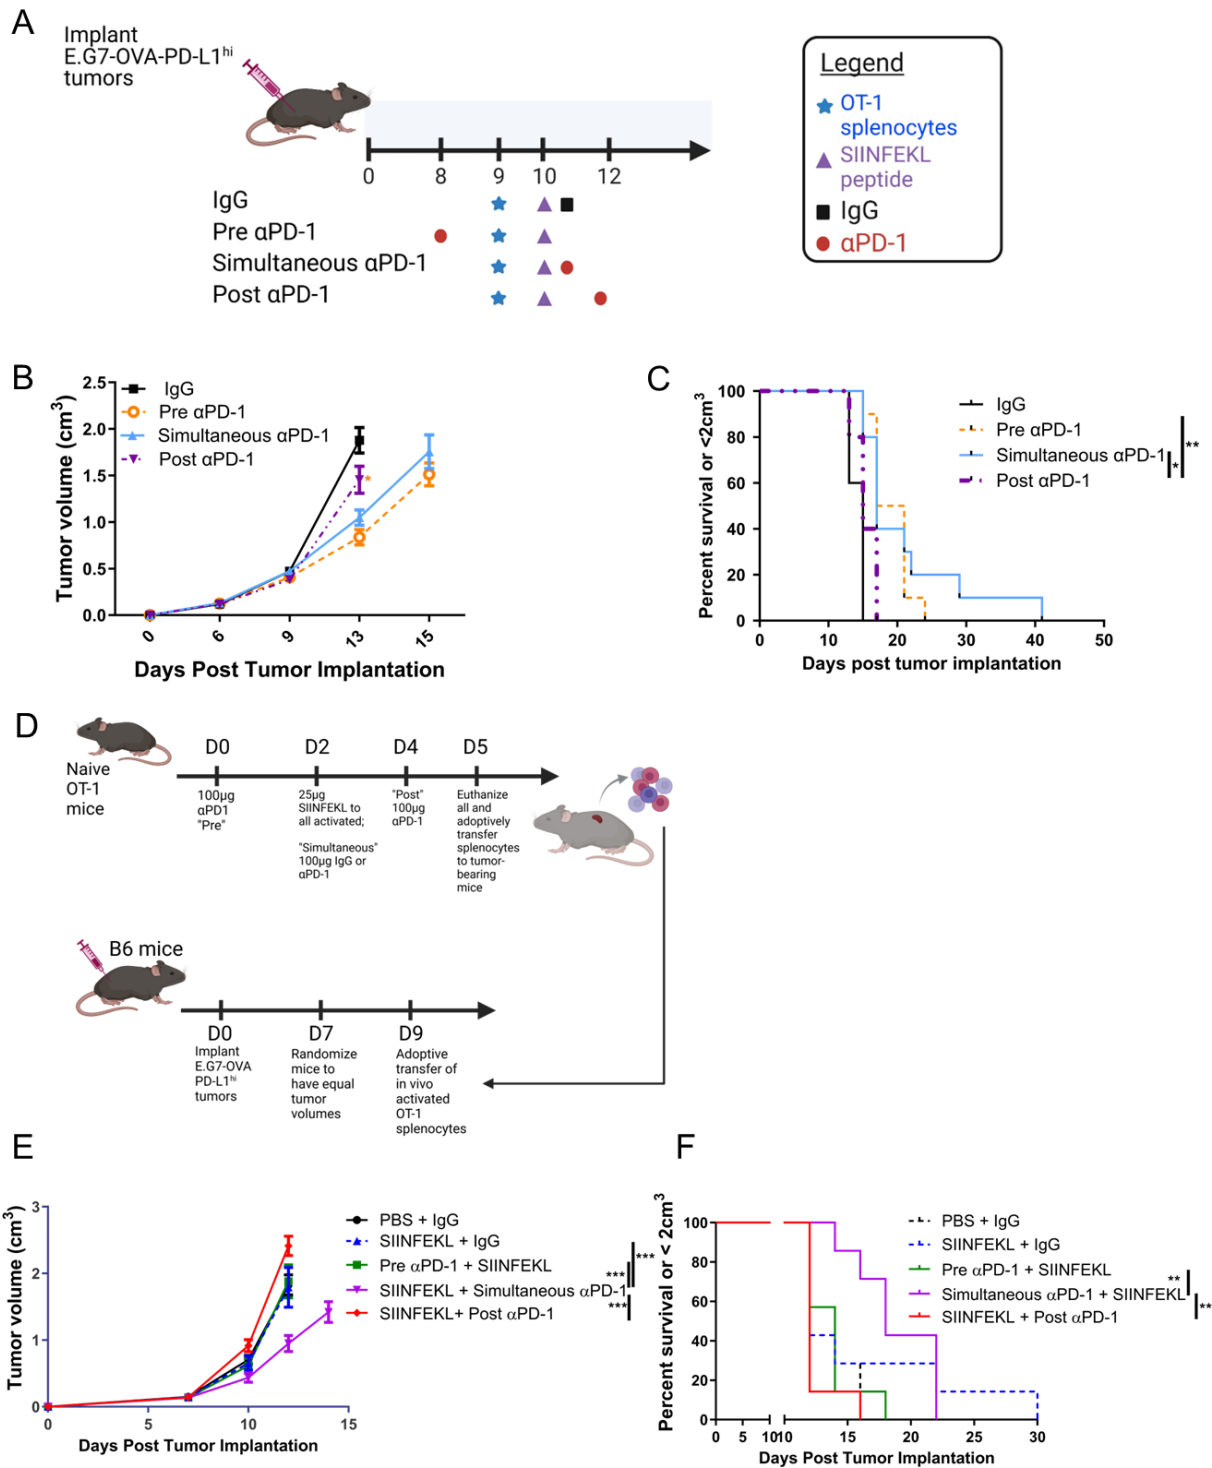 A
Implant
E.G7-OVA-PD-L1hi
tumors
0 8 9 10 12
IgG
Pre αPD-1
Simultaneous αPD-1
Post αPD-1
Legend
OT-1
splenocytes
SIINFEKL
peptide
IgG
αPD-1
B
Tumor volume (cm3)
2.5
2.0
1.5
1.0
0.5
0.0
IgG
Pre αPD-1
Simultaneous αPD-1
Post αPD-1
*
0 6 9 13 15
Days Post Tumor Implantation
C
Percent survival or <2cm3
100
80
60
40
20
0
0 10 20 30 40 50
Days post tumor implantation
IgG
Pre αPD-1
Simultaneous αPD-1
Post αPD-1
*
**
D
Naive
OT-1
mice
D0 D2 D4 D5
100µg
αPD1
"Pre"
25µg
SIINFEKL to
all activated;
"Simultaneous"
100µg IgG or
αPD-1
"Post"
100µg
αPD-1
Euthanize
all and
adoptively
transfer
splenocytes
to tumor-
bearing
mice
B6 mice
D0 D7 D9
Implant
E.G7-OVA
PD-L1hi
tumors
Randomize
mice to
have equal
tumor
volumes
Adoptive
transfer of
in vivo
activated
OT-1
splenocytes
E
Tumor volume (cm3)
3
2
1
0
0 5 10 15
Days Post Tumor Implantation
PBS + IgG
SIINFEKL + IgG
Pre αPD-1 + SIINFEKL
SIINFEKL + Simultaneous αPD-1
SIINFEKL+ Post αPD-1
***
***
***
F
Percent survival or < 2cm3
100
80
60
40
20
0
0 5 10 10 15 20 25 30
Days Post Tumor Implantation
PBS + IgG
SIINFEKL + IgG
Pre αPD-1 + SIINFEKL
Simultaneous αPD-1 + SIINFEKL
SIINFEKL + Post αPD-1
**
**